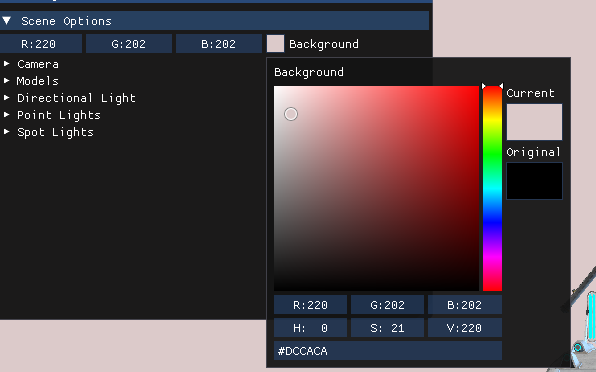 Scene Options
R:220 G:202 B:202 Background
Camera
Models
Directional Light
Point Lights
Spot Lights
Background
Current
Original
R:220 G:202 B:202
H: 0 S: 21 V:220
#DCCACA